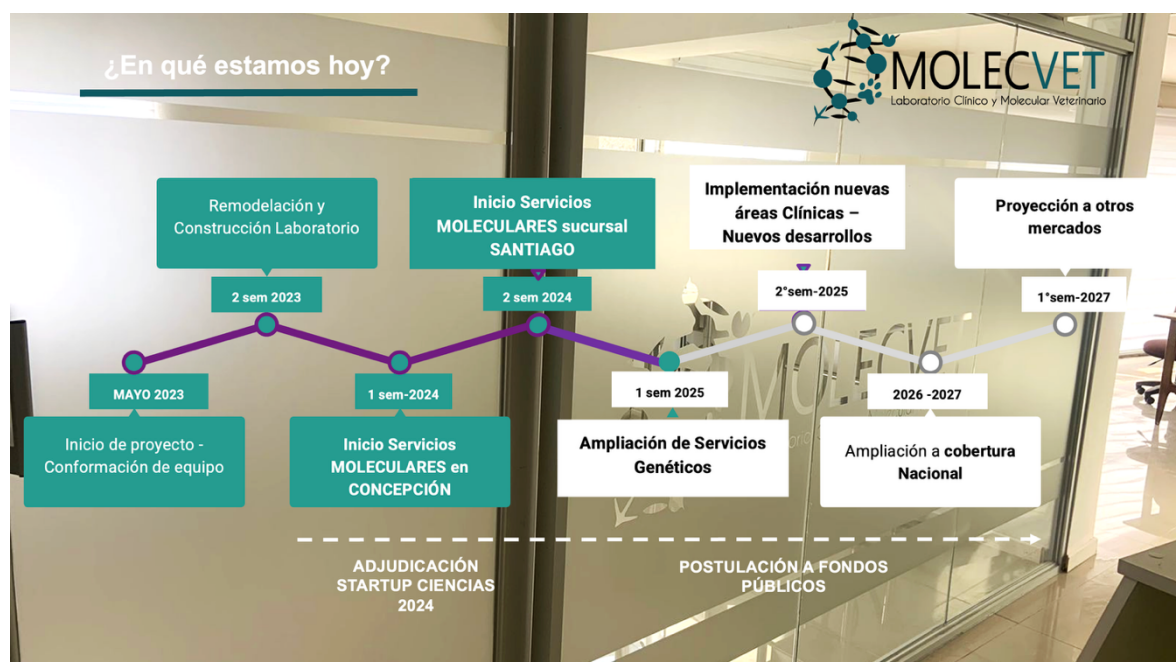 ¿En qué estamos hoy?
MOLECVET
Laboratorio Clínico y Molecular Veterinario
Remodelación y
Construcción Laboratorio
2 sem 2023
Inicio Servicios
MOLECULARES sucursal
SANTIAGO
2 sem 2024
Implementación nuevas
áreas Clínicas –
Nuevos desarrollos
2°sem-2025
Proyección a otros
mercados
1°sem-2027
MAYO 2023
Inicio de proyecto -
Conformación de equipo
1 sem-2024
Inicio Servicios
MOLECULARES en
CONCEPCIÓN
1 sem 2025
Ampliación de Servicios
Genéticos
2026 -2027
Ampliación a cobertura
Nacional
MOLECVE
ADJUDICACIÓN
STARTUP CIENCIAS
2024
POSTULACIÓN A FONDOS
PÚBLICOS